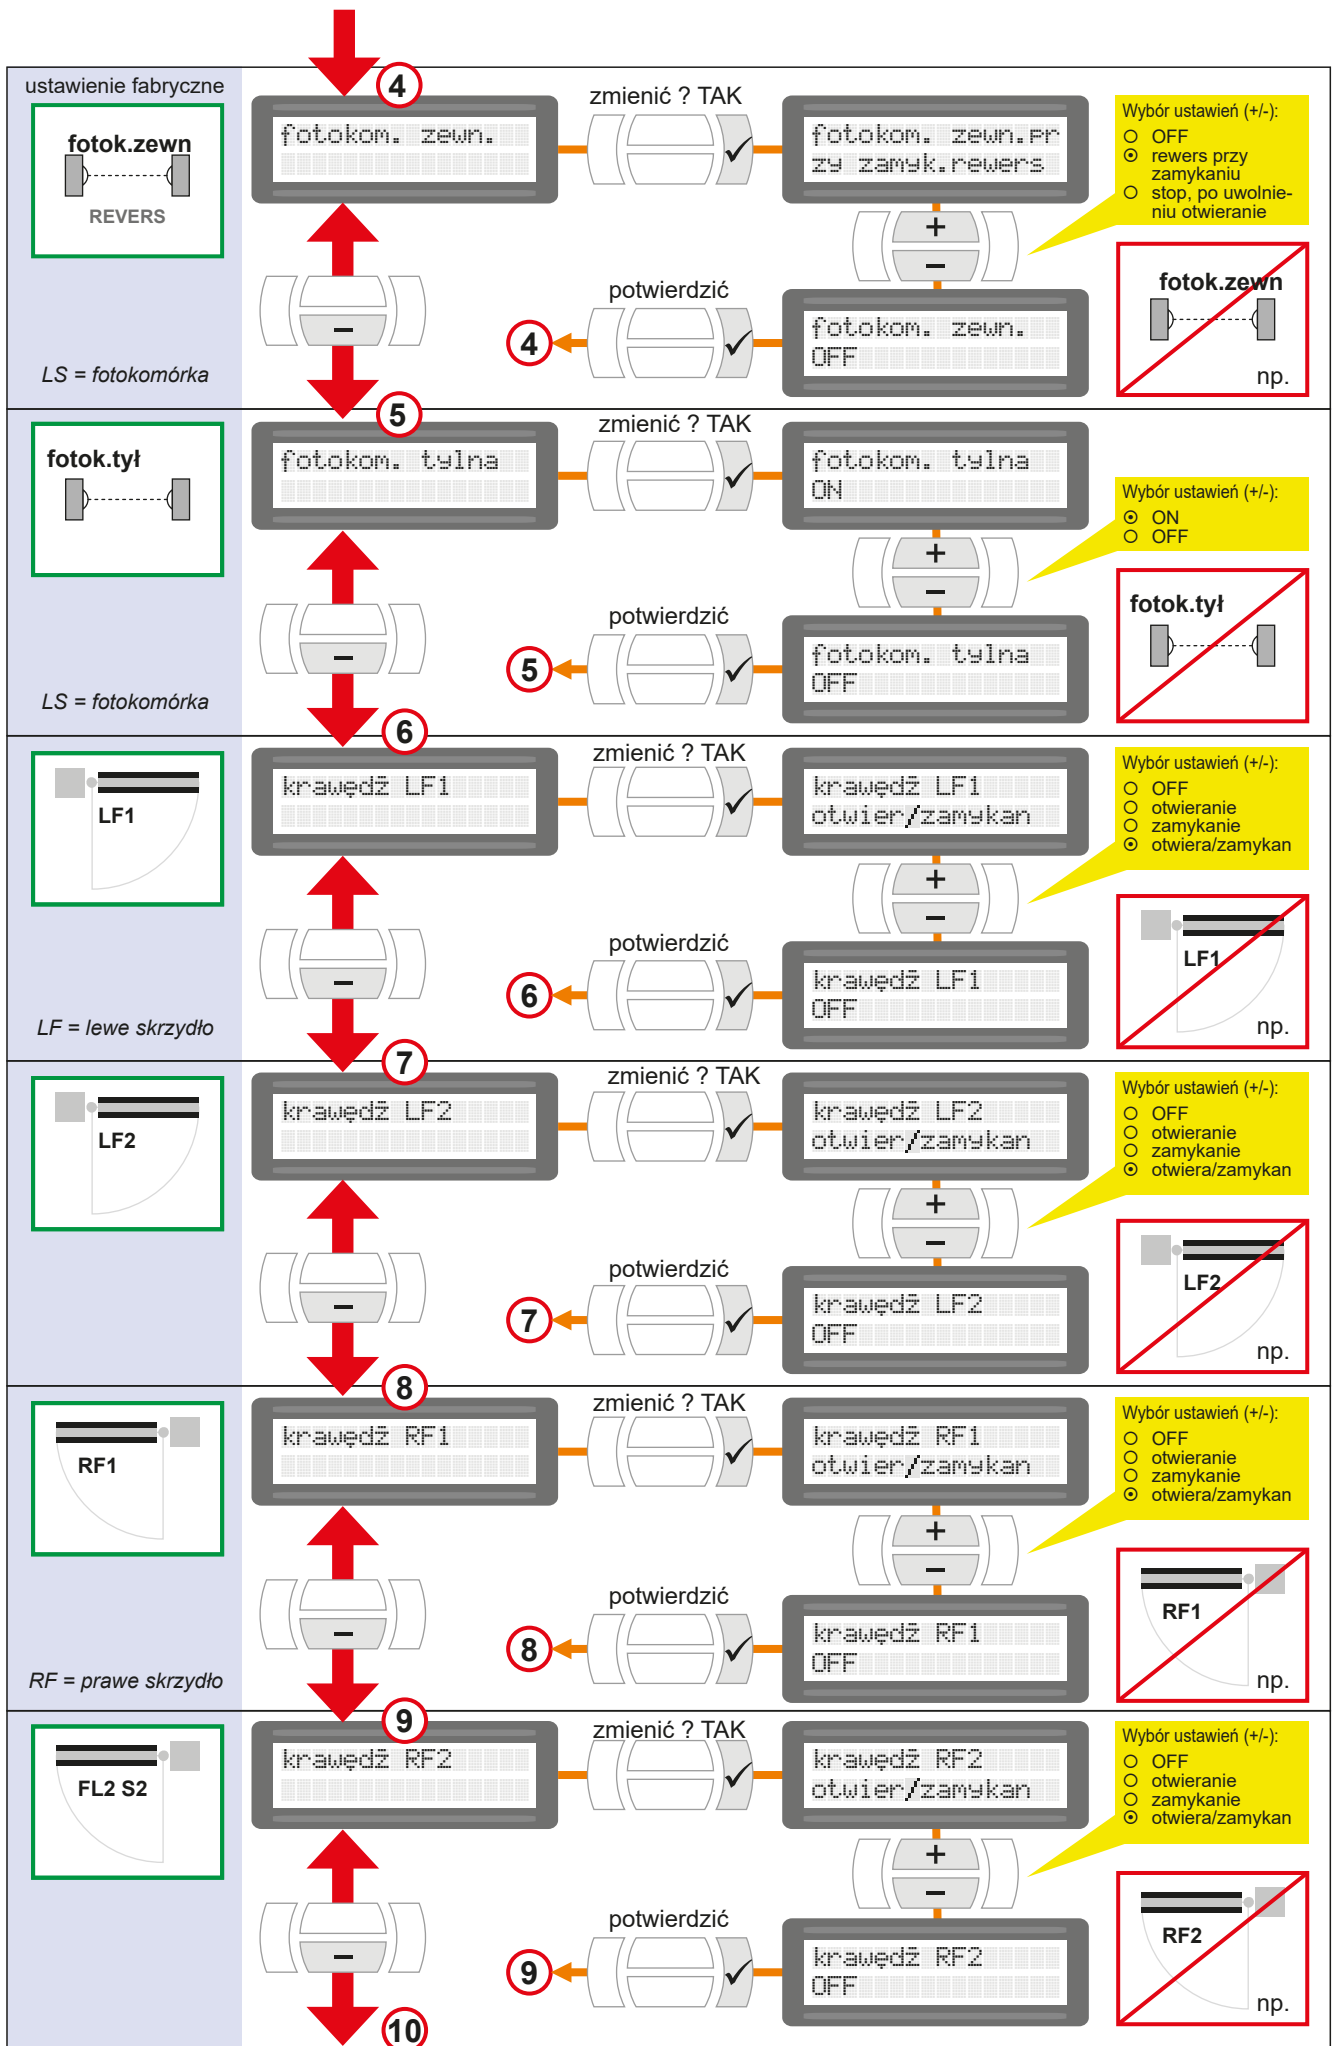 ustawienie fabryczne
fotok.zewn
REVERS
LS = fotokomórka
4
fotokom. zewn.
zmienić ? TAK
fotokom. zewn.pr
zy zamyk.rewers
Wybór ustawień (+/-):
OFF
rewers przy
zamykaniu
stop, po uwolnie-
niu otwieranie
+
−
−
potwierdzić
4
fotokom. zewn.
OFF
fotok.zewn
np.
fotok.tył
LS = fotokomórka
5
fotokom. tylna
zmienić ? TAK
fotokom. tylna
ON
Wybór ustawień (+/-):
ON
OFF
+
−
−
potwierdzić
5
fotokom. tylna
OFF
fotok.tył
LF1
LF = lewe skrzydło
6
krawędź LF1
zmienić ? TAK
krawędź LF1
otwier/zamykan
Wybór ustawień (+/-):
OFF
otwieranie
zamykanie
otwiera/zamykan
+
−
−
potwierdzić
6
krawędź LF1
OFF
LF1
np.
LF2
7
krawędź LF2
zmienić ? TAK
krawędź LF2
otwier/zamykan
Wybór ustawień (+/-):
OFF
otwieranie
zamykanie
otwiera/zamykan
+
−
−
potwierdzić
7
krawędź LF2
OFF
LF2
np.
RF1
RF = prawe skrzydło
8
krawędź RF1
zmienić ? TAK
krawędź RF1
otwier/zamykan
Wybór ustawień (+/-):
OFF
otwieranie
zamykanie
otwiera/zamykan
+
−
−
potwierdzić
8
krawędź RF1
OFF
RF1
np.
FL2 S2
9
krawędź RF2
zmienić ? TAK
krawędź RF2
otwier/zamykan
Wybór ustawień (+/-):
OFF
otwieranie
zamykanie
otwiera/zamykan
+
−
−
potwierdzić
9
krawędź RF2
OFF
RF2
np.
10